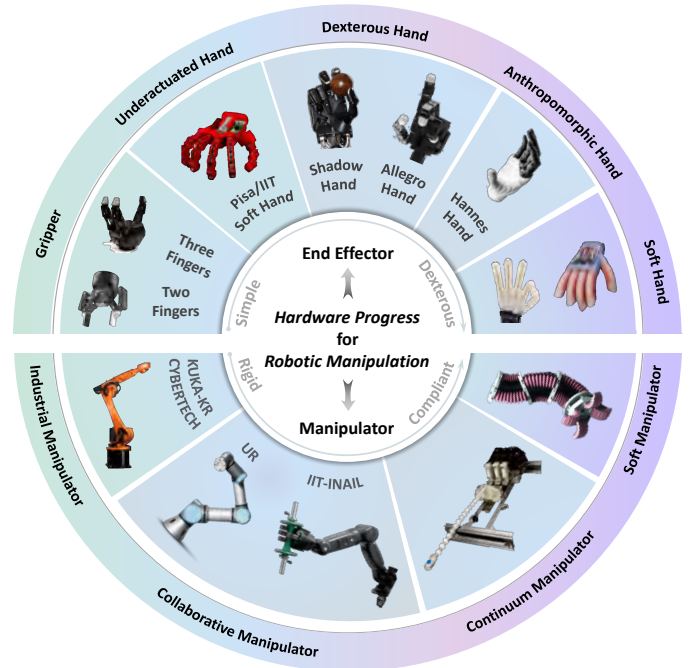 Dexterous Hand
Underactuated Hand
Anthropomorphic Hand
Gripper
Soft Hand
Shadow
Hand
Allegro
Hand
Pisa/IIT
Soft Hand
Hannes
Hand
Three
Fingers
Two
Fingers
End Effector
Simple
Dexterous
Hardware Progress
for
Robotic Manipulation
Rigid
Compliant
Manipulator
KUKA-KR
CYBERTECH
UR
IIT-INAIL
Industrial Manipulator
Soft Manipulator
Collaborative Manipulator
Continuum Manipulator